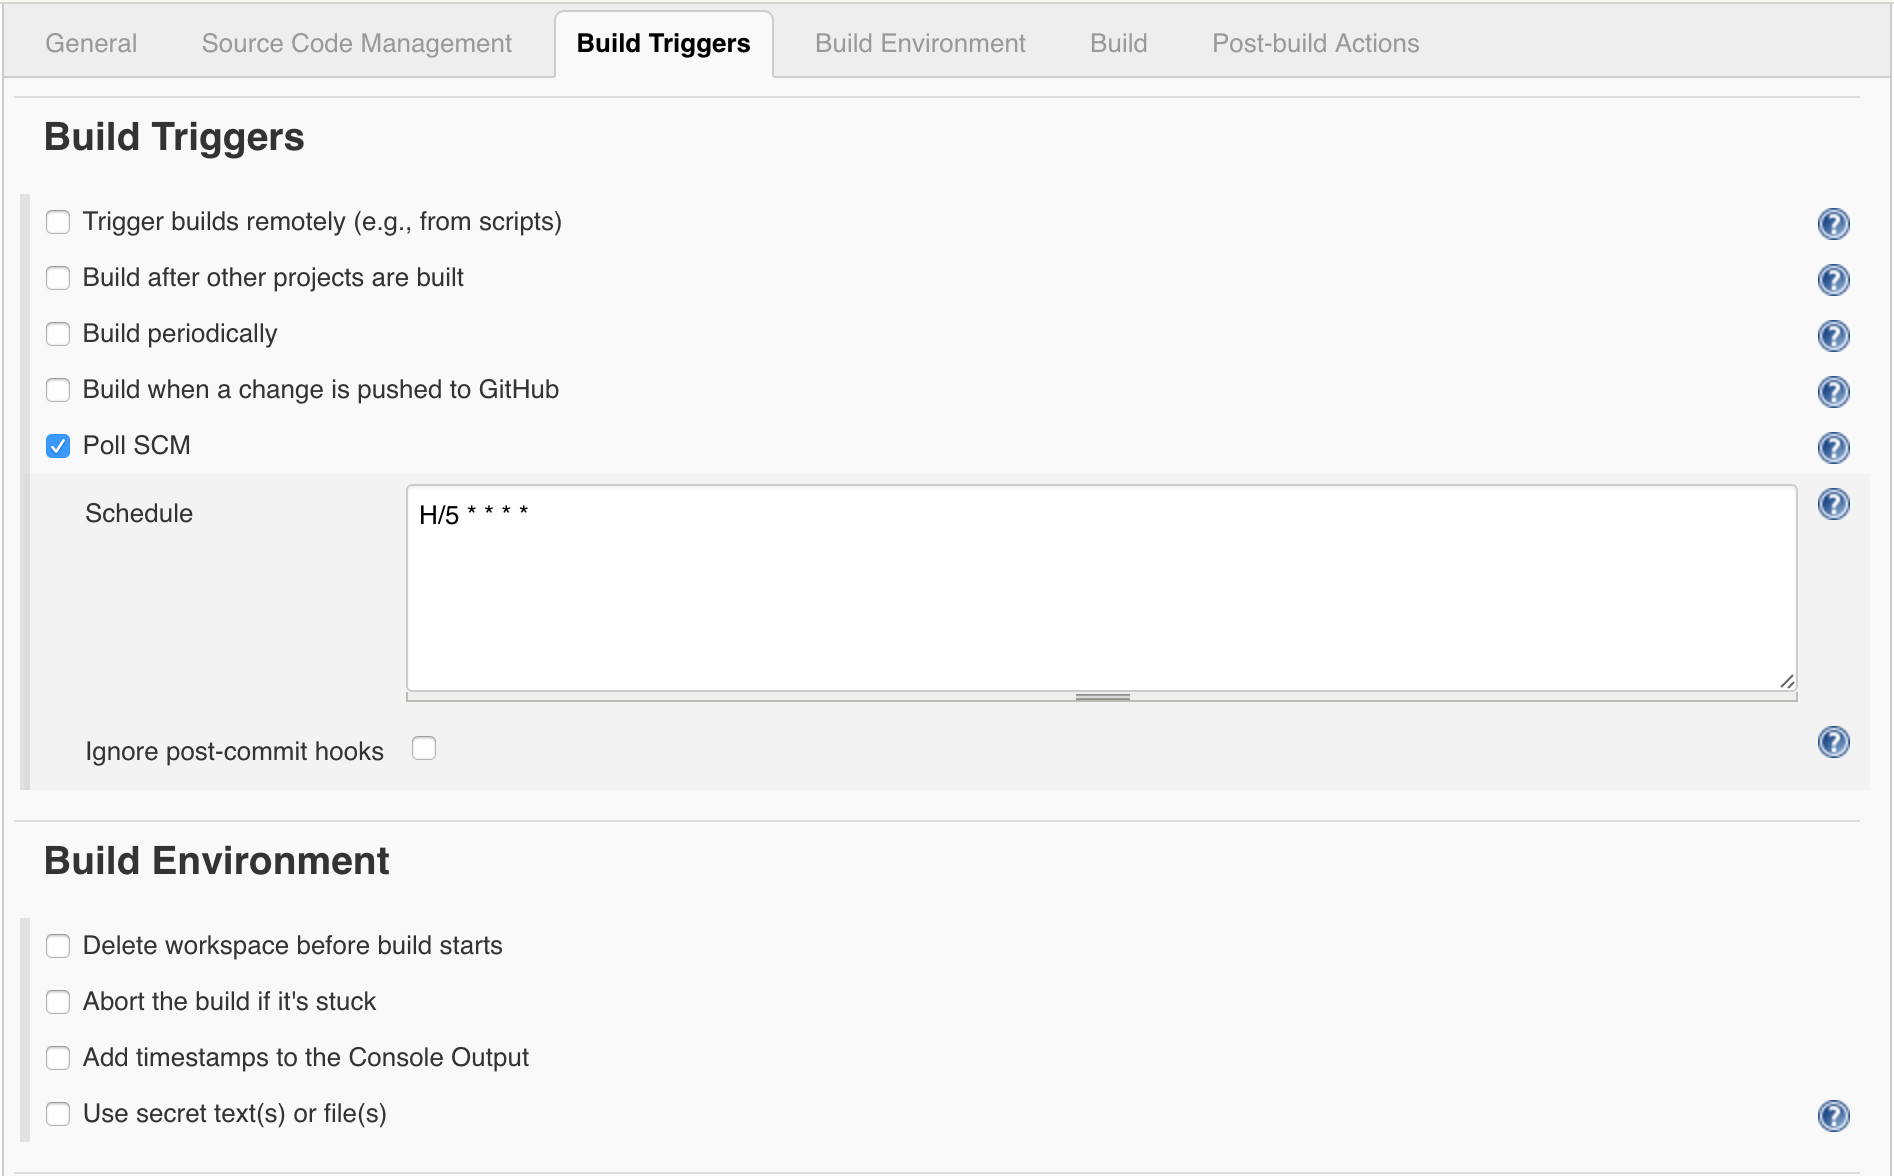 General Source Code Management Build Triggers Build Environment Build Post-build Actions
Build Triggers
Trigger builds remotely (e.g., from scripts)
Build after other projects are built
Build periodically
Build when a change is pushed to GitHub
Poll SCM
Schedule H/5 * * * *
Ignore post-commit hooks
Build Environment
Delete workspace before build starts
Abort the build if it's stuck
Add timestamps to the Console Output
Use secret text(s) or file(s)